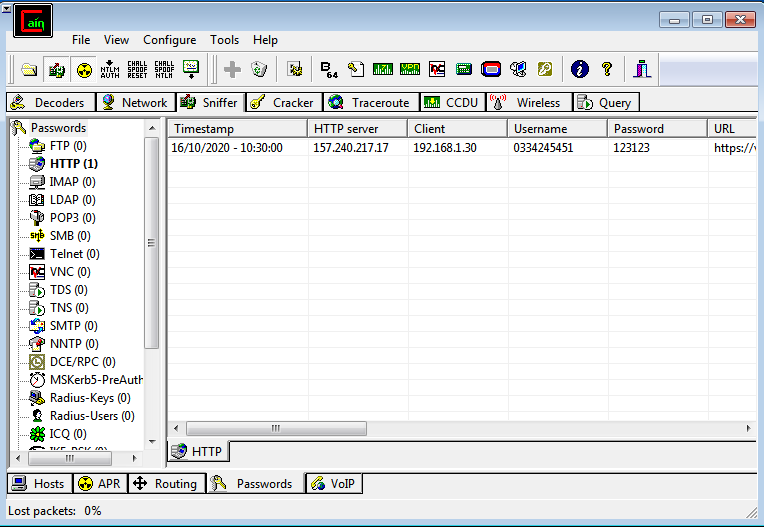 Cain
File View Configure Tools Help
NTLM AUTH
CHALL SPOOF RESET
CHALL SPOOF NTLM
B 64
VPN
Decoders Network Sniffer Cracker Traceroute CCDU Wireless Query
Passwords
FTP (0)
HTTP (1)
IMAP (0)
LDAP (0)
POP3 (0)
SMB (0)
Telnet (0)
VNC (0)
TDS (0)
TNS (0)
SMTP (0)
NNTP (0)
DCE/RPC (0)
MSKerb5-PreAuth
Radius-Keys (0)
Radius-Users (0)
ICQ (0)
Timestamp HTTP server Client Username Password URL
16/10/2020 - 10:30:00 157.240.217.17 192.168.1.30 0334245451 123123 https://v
HTTP
Hosts APR Routing Passwords VoIP
Lost packets: 0%